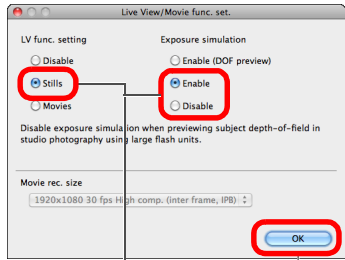 Live View/Movie func. set.
LV func. setting Exposure simulation
Disable Enable (DOF preview)
Stills Enable
Movies Disable
Disable exposure simulation when previewing subject depth-of-field in
studio photography using large flash units.
Movie rec. size
1920x1080 30 fps High comp. (inter frame, IPB)
OK